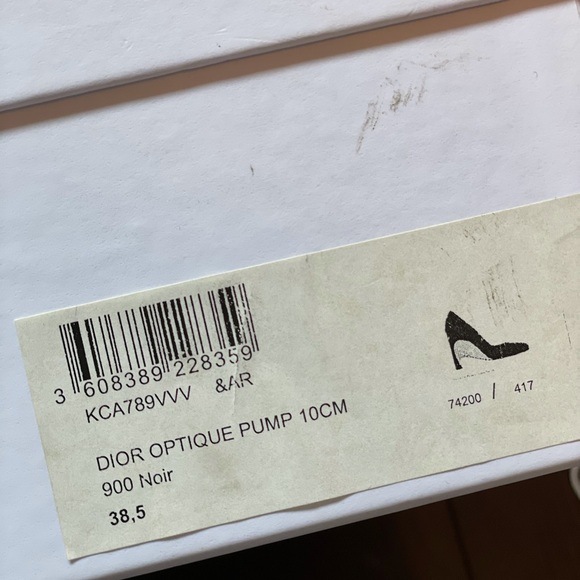 3 608389 228359
KCA789VVV &AR
DIOR OPTIQUE PUMP 10CM
900 Noir
38,5
74200 / 417